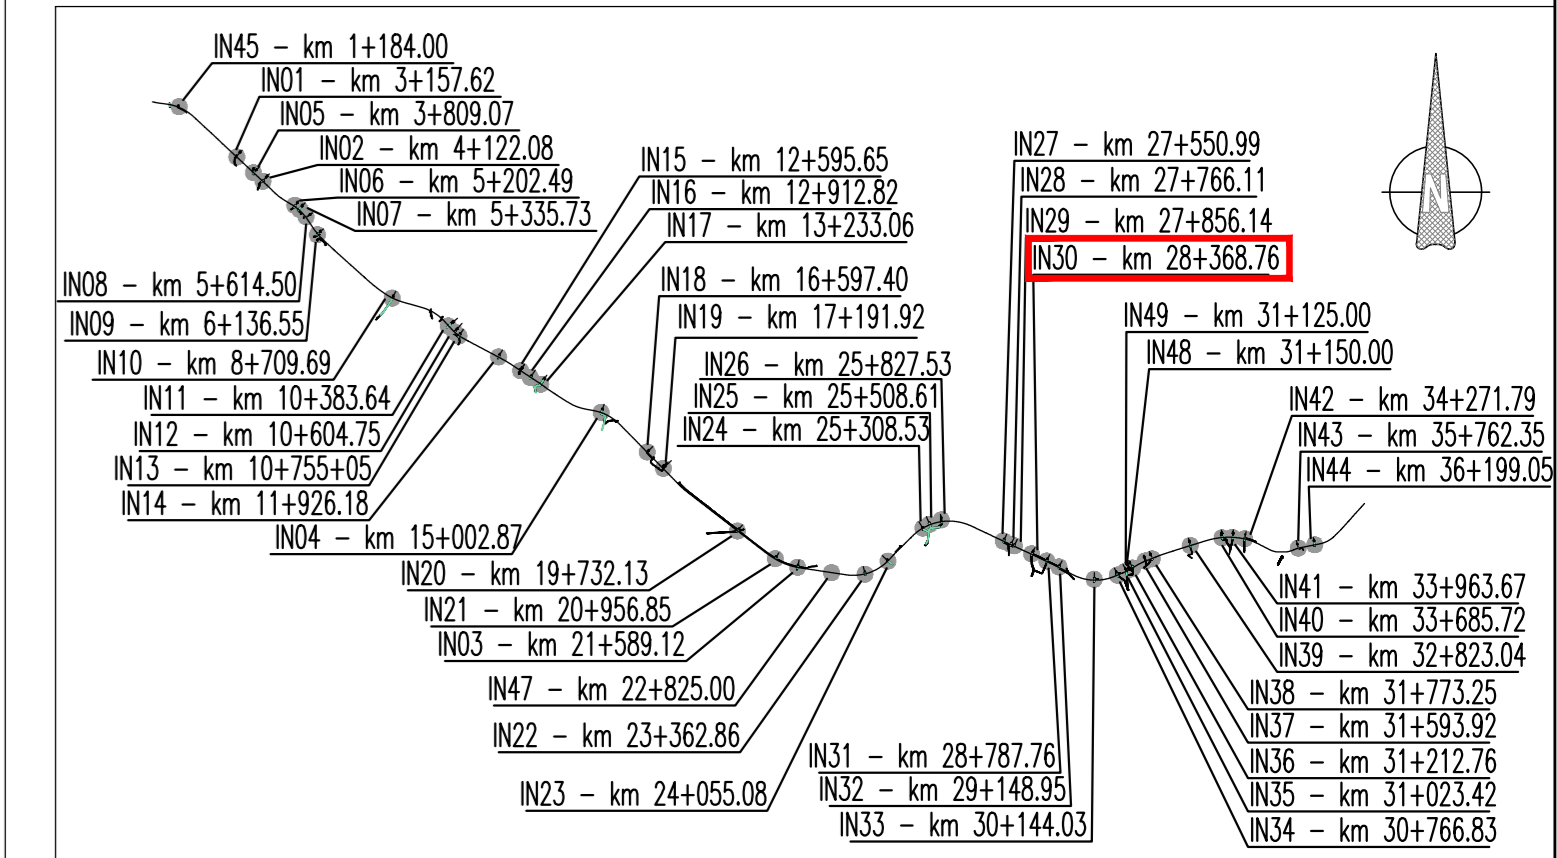 IN45 – km 1+184.00
IN01 – km 3+157.62
IN05 – km 3+809.07
IN02 – km 4+122.08
IN06 – km 5+202.49
IN07 – km 5+335.73
IN08 – km 5+614.50
IN09 – km 6+136.55
IN10 – km 8+709.69
IN11 – km 10+383.64
IN12 – km 10+604.75
IN13 – km 10+755+05
IN14 – km 11+926.18
IN04 – km 15+002.87
IN15 – km 12+595.65
IN16 – km 12+912.82
IN17 – km 13+233.06
IN18 – km 16+597.40
IN19 – km 17+191.92
IN26 – km 25+827.53
IN25 – km 25+508.61
IN24 – km 25+308.53
IN20 – km 19+732.13
IN21 – km 20+956.85
IN03 – km 21+589.12
IN47 – km 22+825.00
IN22 – km 23+362.86
IN23 – km 24+055.08
IN27 – km 27+550.99
IN28 – km 27+766.11
IN29 – km 27+856.14
IN30 – km 28+368.76
IN31 – km 28+787.76
IN32 – km 29+148.95
IN33 – km 30+144.03
IN49 – km 31+125.00
IN48 – km 31+150.00
IN42 – km 34+271.79
IN43 – km 35+762.35
IN44 – km 36+199.05
IN41 – km 33+963.67
IN40 – km 33+685.72
IN39 – km 32+823.04
IN38 – km 31+773.25
IN37 – km 31+593.92
IN36 – km 31+212.76
IN35 – km 31+023.42
IN34 – km 30+766.83
N